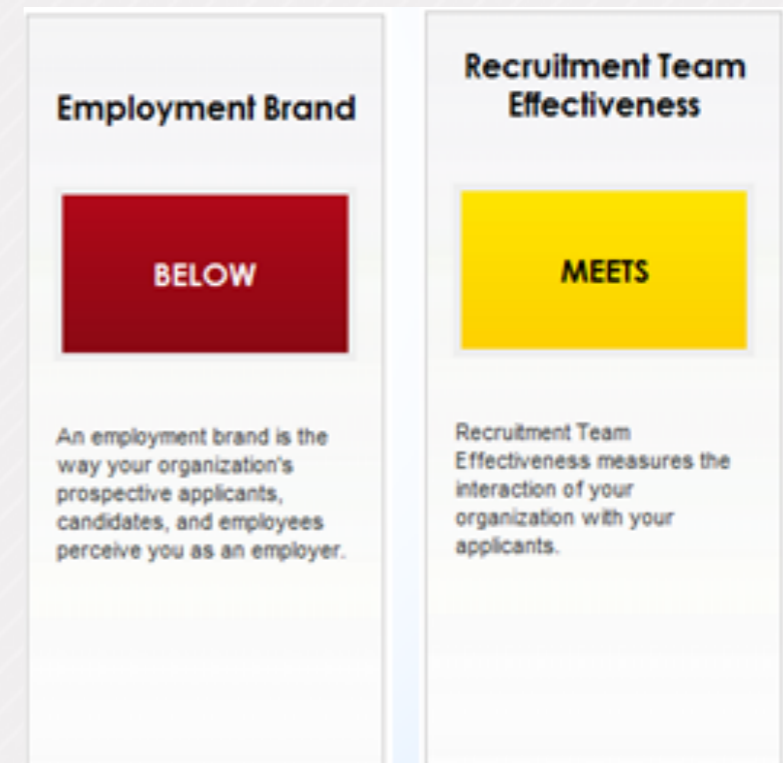 Employment Brand
BELOW
An employment brand is the
way your organization's
prospective applicants,
candidates, and employees
perceive you as an employer.
Recruitment Team
Effectiveness
MEETS
Recruitment Team
Effectiveness measures the
interaction of your
organization with your
applicants.